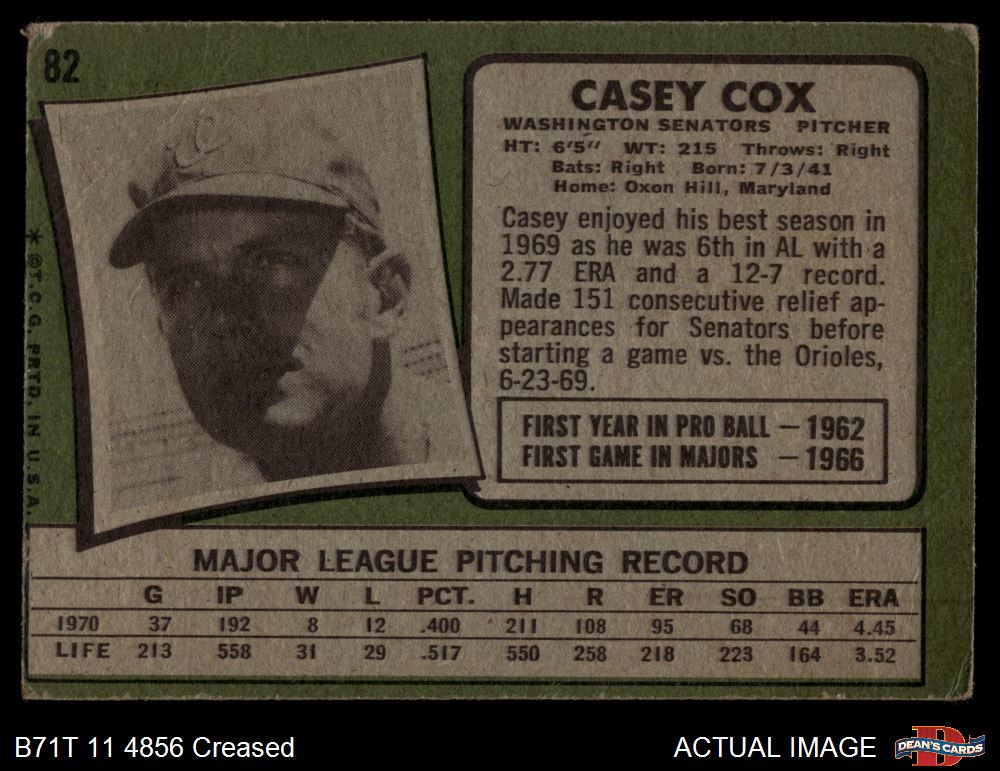 82
CASEY COX
WASHINGTON SENATORS PITCHER
HT: 6'5" WT: 215 Throws: Right
Bats: Right Born: 7/3/41
Home: Oxon Hill, Maryland
Casey enjoyed his best season in
1969 as he was 6th in AL with a
2.77 ERA and a 12-7 record.
Made 151 consecutive relief ap-
pearances for Senators before
starting a game vs. the Orioles,
6-23-69.
FIRST YEAR IN PRO BALL — 1962
FIRST GAME IN MAJORS — 1966
* © T.C.G. PRTD. IN U.S.A.
MAJOR LEAGUE PITCHING RECORD
G IP W L PCT. H R ER SO BB ERA
1970 37 192 8 12 .400 211 108 95 68 44 4.45
LIFE 213 558 31 29 .517 550 258 218 223 164 3.52
B71T 11 4856 Creased
ACTUAL IMAGE
D
DEAN'S CARDS